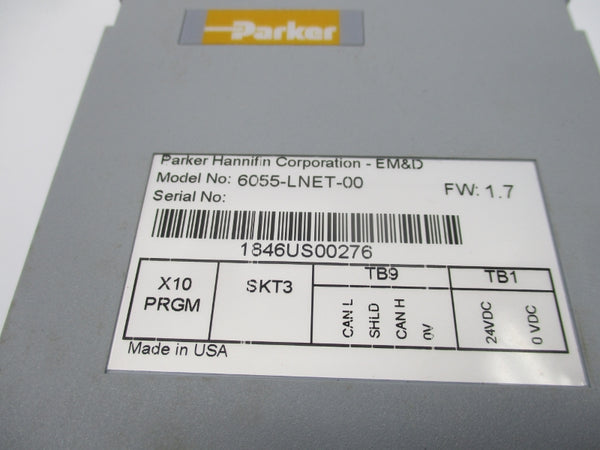 Parker
Parker Hannifin Corporation - EM&D
Model No: 6055-LNET-00
FW: 1.7
Serial No:
1846US00276
X10 PRGM
SKT3
TB9
CAN L
SHLD
CAN H
0V
TB1
24VDC
0 VDC
Made in USA